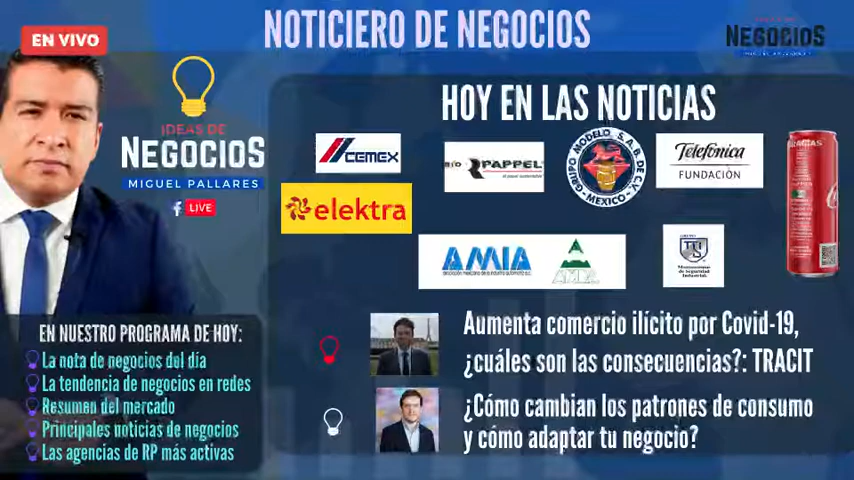 EN VIVO
NOTICIERO DE NEGOCIOS
NEGOCIOS
IDEAS DE
NEGOCIOS
MIGUEL PALLARES
LIVE
HOY EN LAS NOTICIAS
CEMEX
BIO PAPPEL
GRUPO MODELO S.A.B. DE C.V.
MEXICO
Telefónica
FUNDACIÓN
GRACIAS
elektra
AMIA
EN NUESTRO PROGRAMA DE HOY:
La nota de negocios del día
La tendencia de negocios en redes
Resumen del mercado
Principales noticias de negocios
Las agencias de RP más activas
Aumenta comercio ilícito por Covid-19,
¿cuáles son las consecuencias?: TRACIT
¿Cómo cambian los patrones de consumo
y cómo adaptar tu negocio?